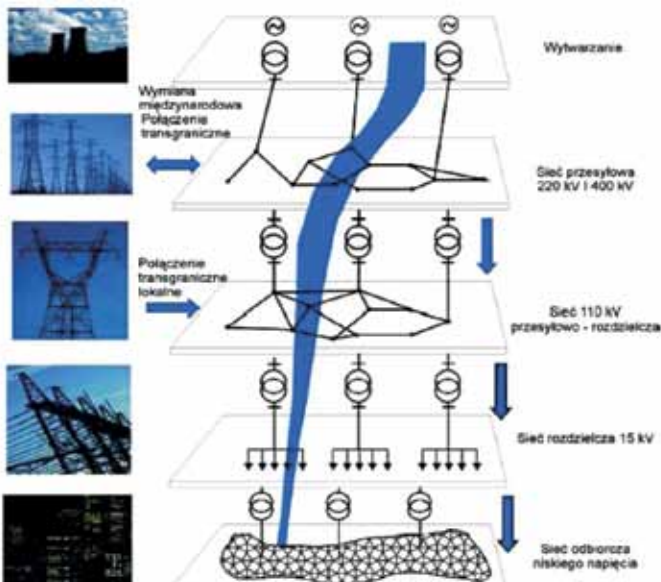 Wytwarzanie
Wymiana
międzynarodowa
Połączenie
transgraniczne
Sieć przesyłowa
220 kV I 400 kV
Połączenie
transgraniczne
lokalne
Sieć 110 kV
przesyłowo - rozdzielcza
Sieć rozdzielcza 15 kV
Sieć odbiorcza
niskiego napięcia